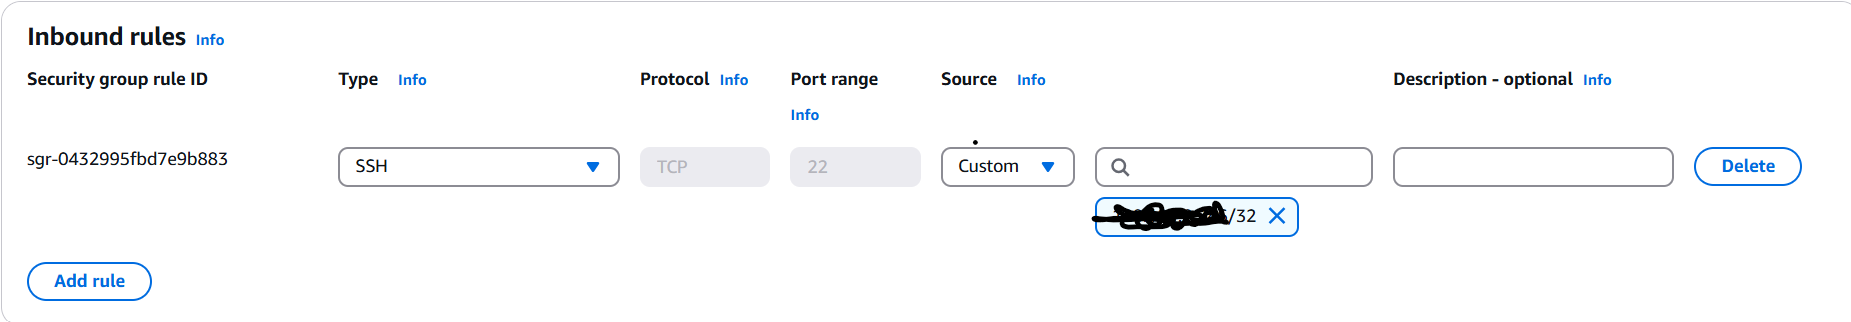 Inbound rules Info
Security group rule ID Type Info Protocol Info Port range Info Source Info Description - optional Info
sgr-0432995fbd7e9b883 SSH TCP 22 Custom Delete
/32
Add rule